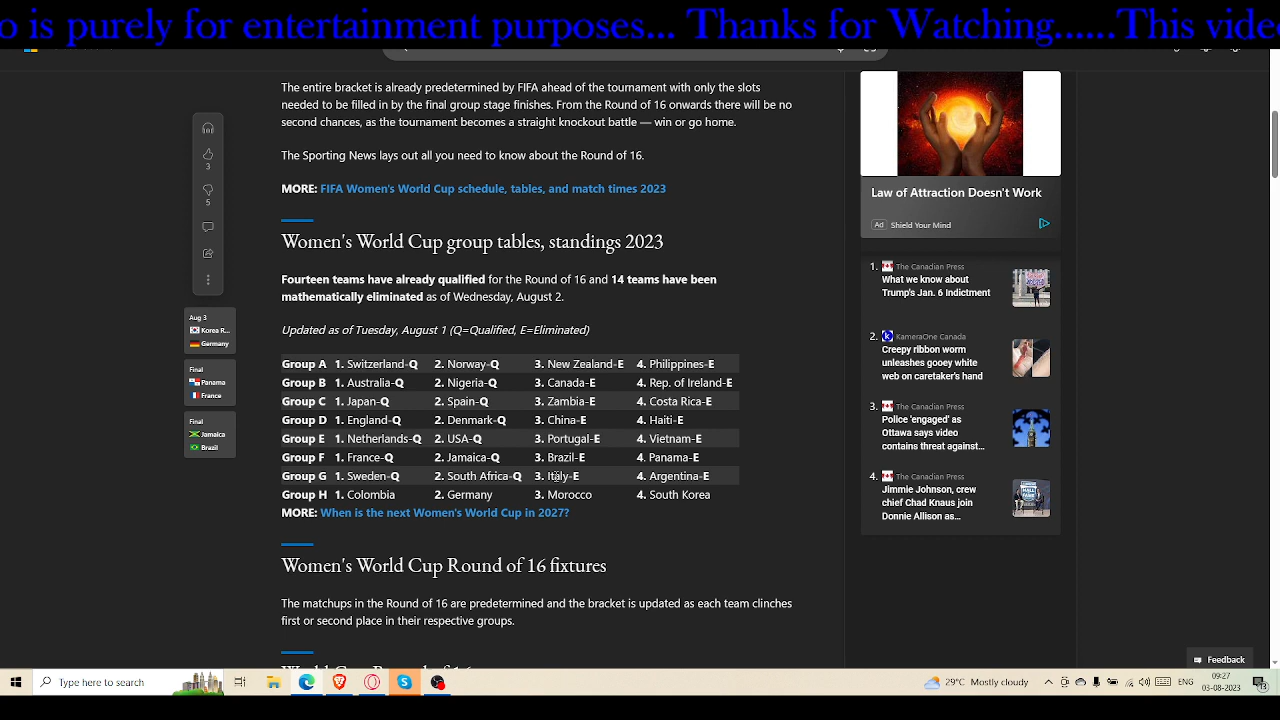 o is purely for entertainment purposes... Thanks for Watching......This vide
The entire bracket is already predetermined by FIFA ahead of the tournament with only the slots
needed to be filled in by the final group stage finishes. From the Round of 16 onwards there will be no
second chances, as the tournament becomes a straight knockout battle — win or go home.
The Sporting News lays out all you need to know about the Round of 16.
MORE: FIFA Women's World Cup schedule, tables, and match times 2023
Women's World Cup group tables, standings 2023
Fourteen teams have already qualified for the Round of 16 and 14 teams have been
mathematically eliminated as of Wednesday, August 2.
Updated as of Tuesday, August 1 (Q=Qualified, E=Eliminated)
Group A 1. Switzerland-Q 2. Norway-Q 3. New Zealand-E 4. Philippines-E
Group B 1. Australia-Q 2. Nigeria-Q 3. Canada-E 4. Rep. of Ireland-E
Group C 1. Japan-Q 2. Spain-Q 3. Zambia-E 4. Costa Rica-E
Group D 1. England-Q 2. Denmark-Q 3. China-E 4. Haiti-E
Group E 1. Netherlands-Q 2. USA-Q 3. Portugal-E 4. Vietnam-E
Group F 1. France-Q 2. Jamaica-Q 3. Brazil-E 4. Panama-E
Group G 1. Sweden-Q 2. South Africa-Q 3. Italy-E 4. Argentina-E
Group H 1. Colombia 2. Germany 3. Morocco 4. South Korea
MORE: When is the next Women's World Cup in 2027?
Women's World Cup Round of 16 fixtures
The matchups in the Round of 16 are predetermined and the bracket is updated as each team clinches
first or second place in their respective groups.
3
5
Aug 3
Korea R...
Germany
Final
Panama
France
Final
Jamaica
Brazil
Law of Attraction Doesn't Work
Ad Shield Your Mind
1. The Canadian Press
What we know about
Trump's Jan. 6 Indictment
2. KameraOne Canada
Creepy ribbon worm
unleashes gooey white
web on caretaker's hand
3. The Canadian Press
Police 'engaged' as
Ottawa says video
contains threat against...
4. The Canadian Press
Jimmie Johnson, crew
chief Chad Knaus join
Donnie Allison as...
Feedback
Type here to search
29°C Mostly cloudy
ENG
09:27
03-08-2023
13